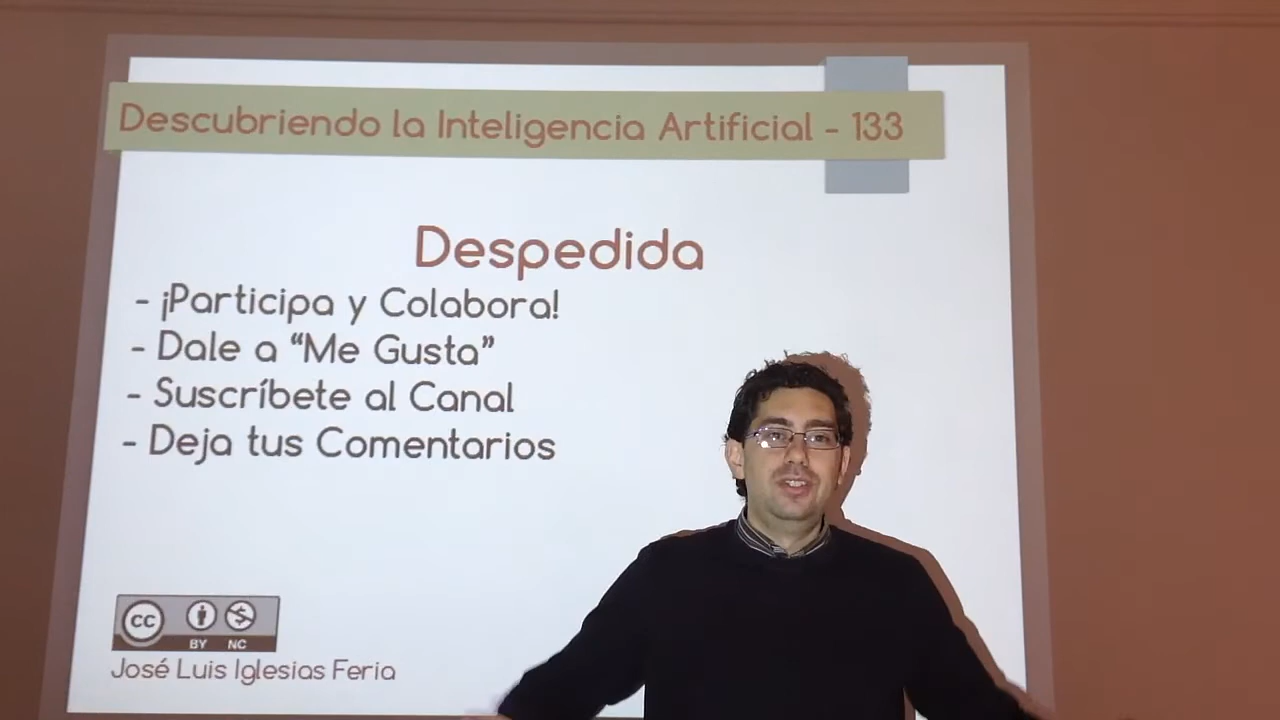 Descubriendo la Inteligencia Artificial - 133
Despedida
- ¡Participa y Colabora!
- Dale a “Me Gusta”
- Suscríbete al Canal
- Deja tus Comentarios
CC
BY NC
José Luis Iglesias Feria